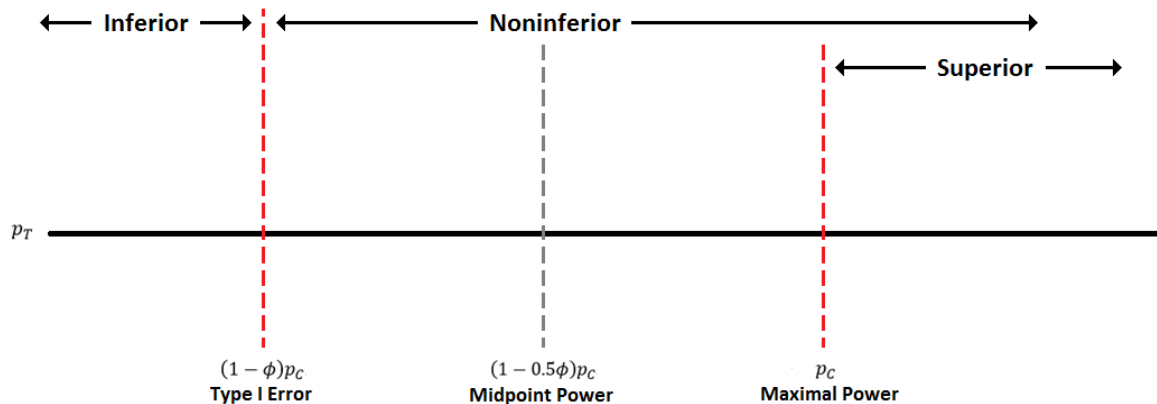 Inferior
Noninferior
Superior
p_T
(1 − ϕ)p_C
(1 − 0.5ϕ)p_C
p_C
Type I Error
Midpoint Power
Maximal Power